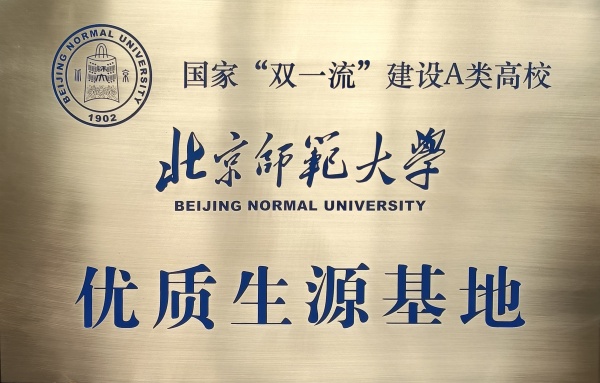 BEIJING NORMAL UNIVERSITY
1902
国家“双一流”建设A类高校
北京师范大学
BEIJING NORMAL UNIVERSITY
优质生源基地